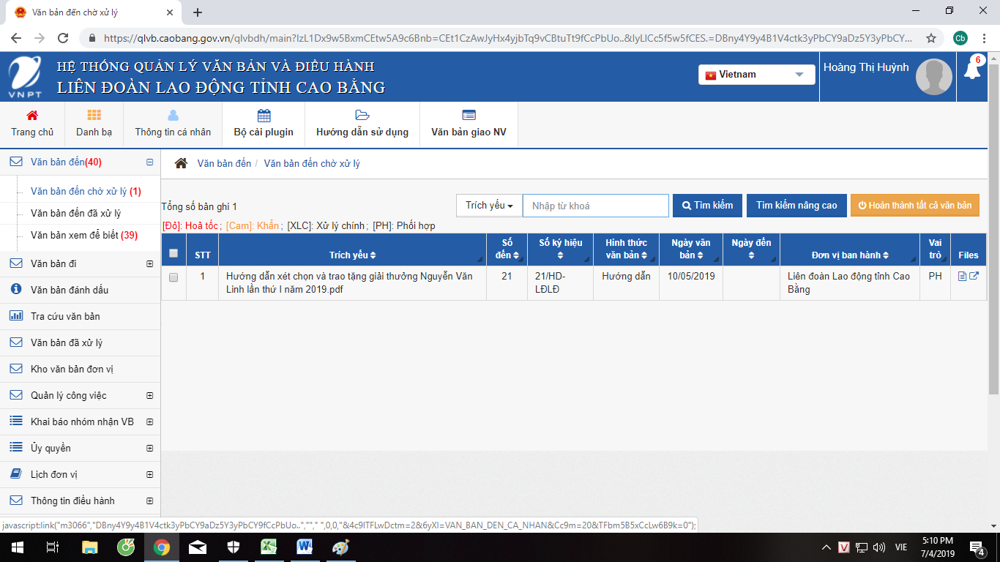 Văn bản đến chờ xử lý
https://qlvb.caobang.gov.vn/qlvbdh/main?lzL1Dx9w5BxmCEtw5A9c6Bnb=CEt1CzAwJyHx4yjbTq9vCBtuTt9fCcPbUo..&lyLlCc5f5w5fCES.=DBny4Y9y4B1V4ctk3yPbCY9aDz5Y3yPbCY...
Cb
HỆ THỐNG QUẢN LÝ VĂN BẢN VÀ ĐIỀU HÀNH
LIÊN ĐOÀN LAO ĐỘNG TỈNH CAO BẰNG
VNPT
Vietnam
Hoàng Thị Huỳnh
6
Trang chủ
Danh bạ
Thông tin cá nhân
Bộ cài plugin
Hướng dẫn sử dụng
Văn bản giao NV
Văn bản đến(40)
Văn bản đến chờ xử lý (1)
Văn bản đến đã xử lý
Văn bản xem để biết (39)
Văn bản đi
Văn bản đánh dấu
Tra cứu văn bản
Văn bản đã xử lý
Kho văn bản đơn vị
Quản lý công việc
Khai báo nhóm nhận VB
Ủy quyền
Lịch đơn vị
Thông tin điều hành
Văn bản đến / Văn bản đến chờ xử lý
Tổng số bản ghi 1
Trích yếu
Nhập từ khoá
Tìm kiếm
Tìm kiếm nâng cao
Hoàn thành tất cả văn bản
[Đỏ]: Hoả tốc; [Cam]: Khẩn; [XLC]: Xử lý chính; [PH]: Phối hợp
STT
Trích yếu
Số đến
Số ký hiệu
Hình thức văn bản
Ngày văn bản
Ngày đến
Đơn vị ban hành
Vai trò
Files
1
Hướng dẫn xét chọn và trao tặng giải thưởng Nguyễn Văn
Linh lần thứ I năm 2019.pdf
21
21/HD-
LĐLĐ
Hướng dẫn
10/05/2019
Liên đoàn Lao động tỉnh Cao
Bằng
PH
javascript:link("m3066","DBny4Y9y4B1V4ctk3yPbCY9aDz5Y3yPbCY9fCcPbUo..",""," ",0,0,"&4c9lTFLwDctm=2&6yXl=VAN_BAN_DEN_CA_NHAN&Cc9m=20&TFbm5B5xCcLw6B9k=0");
VIE
5:10 PM
7/4/2019
4